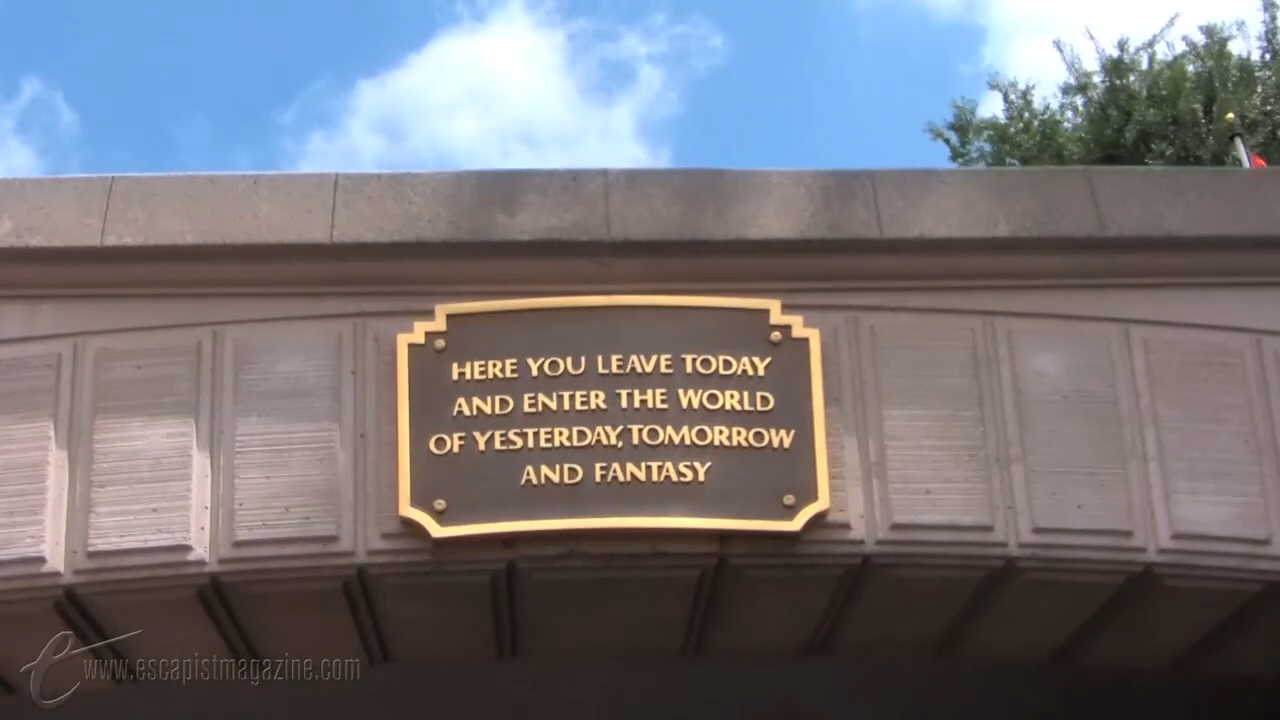 HERE YOU LEAVE TODAY
AND ENTER THE WORLD
OF YESTERDAY, TOMORROW
AND FANTASY
www.escapistmagazine.com